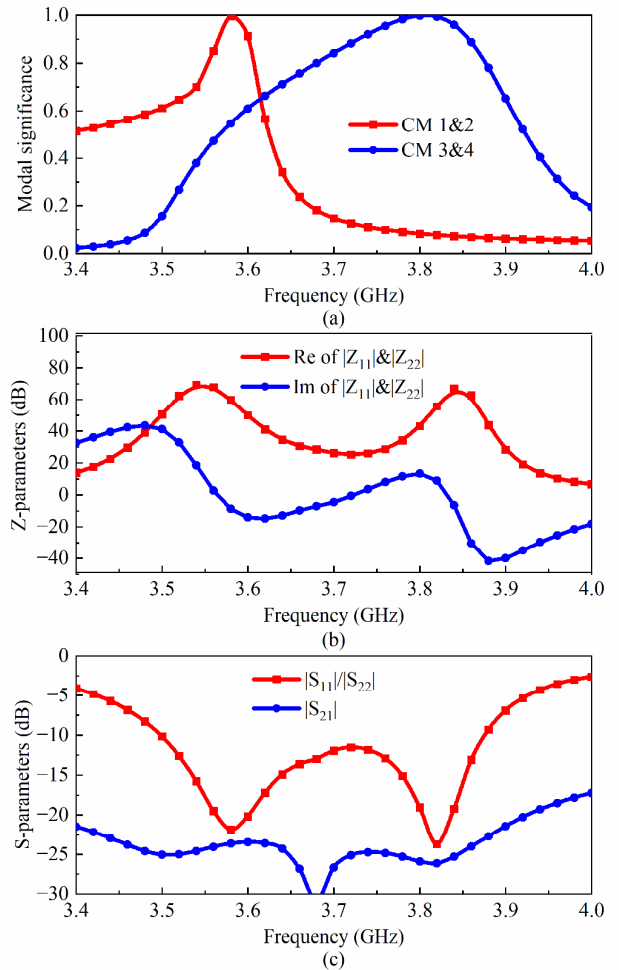 1.0
0.8
0.6
0.4
0.2
0.0
Modal significance
CM 1&2
CM 3&4
3.4 3.5 3.6 3.7 3.8 3.9 4.0
Frequency (GHz)
(a)
100
80
60
40
20
0
−20
−40
Z-parameters (dB)
Re of |Z11|&|Z22|
Im of |Z11|&|Z22|
3.4 3.5 3.6 3.7 3.8 3.9 4.0
Frequency (GHz)
(b)
0
−5
−10
−15
−20
−25
−30
S-parameters (dB)
|S11|/|S22|
|S21|
3.4 3.5 3.6 3.7 3.8 3.9 4.0
Frequency (GHz)
(c)